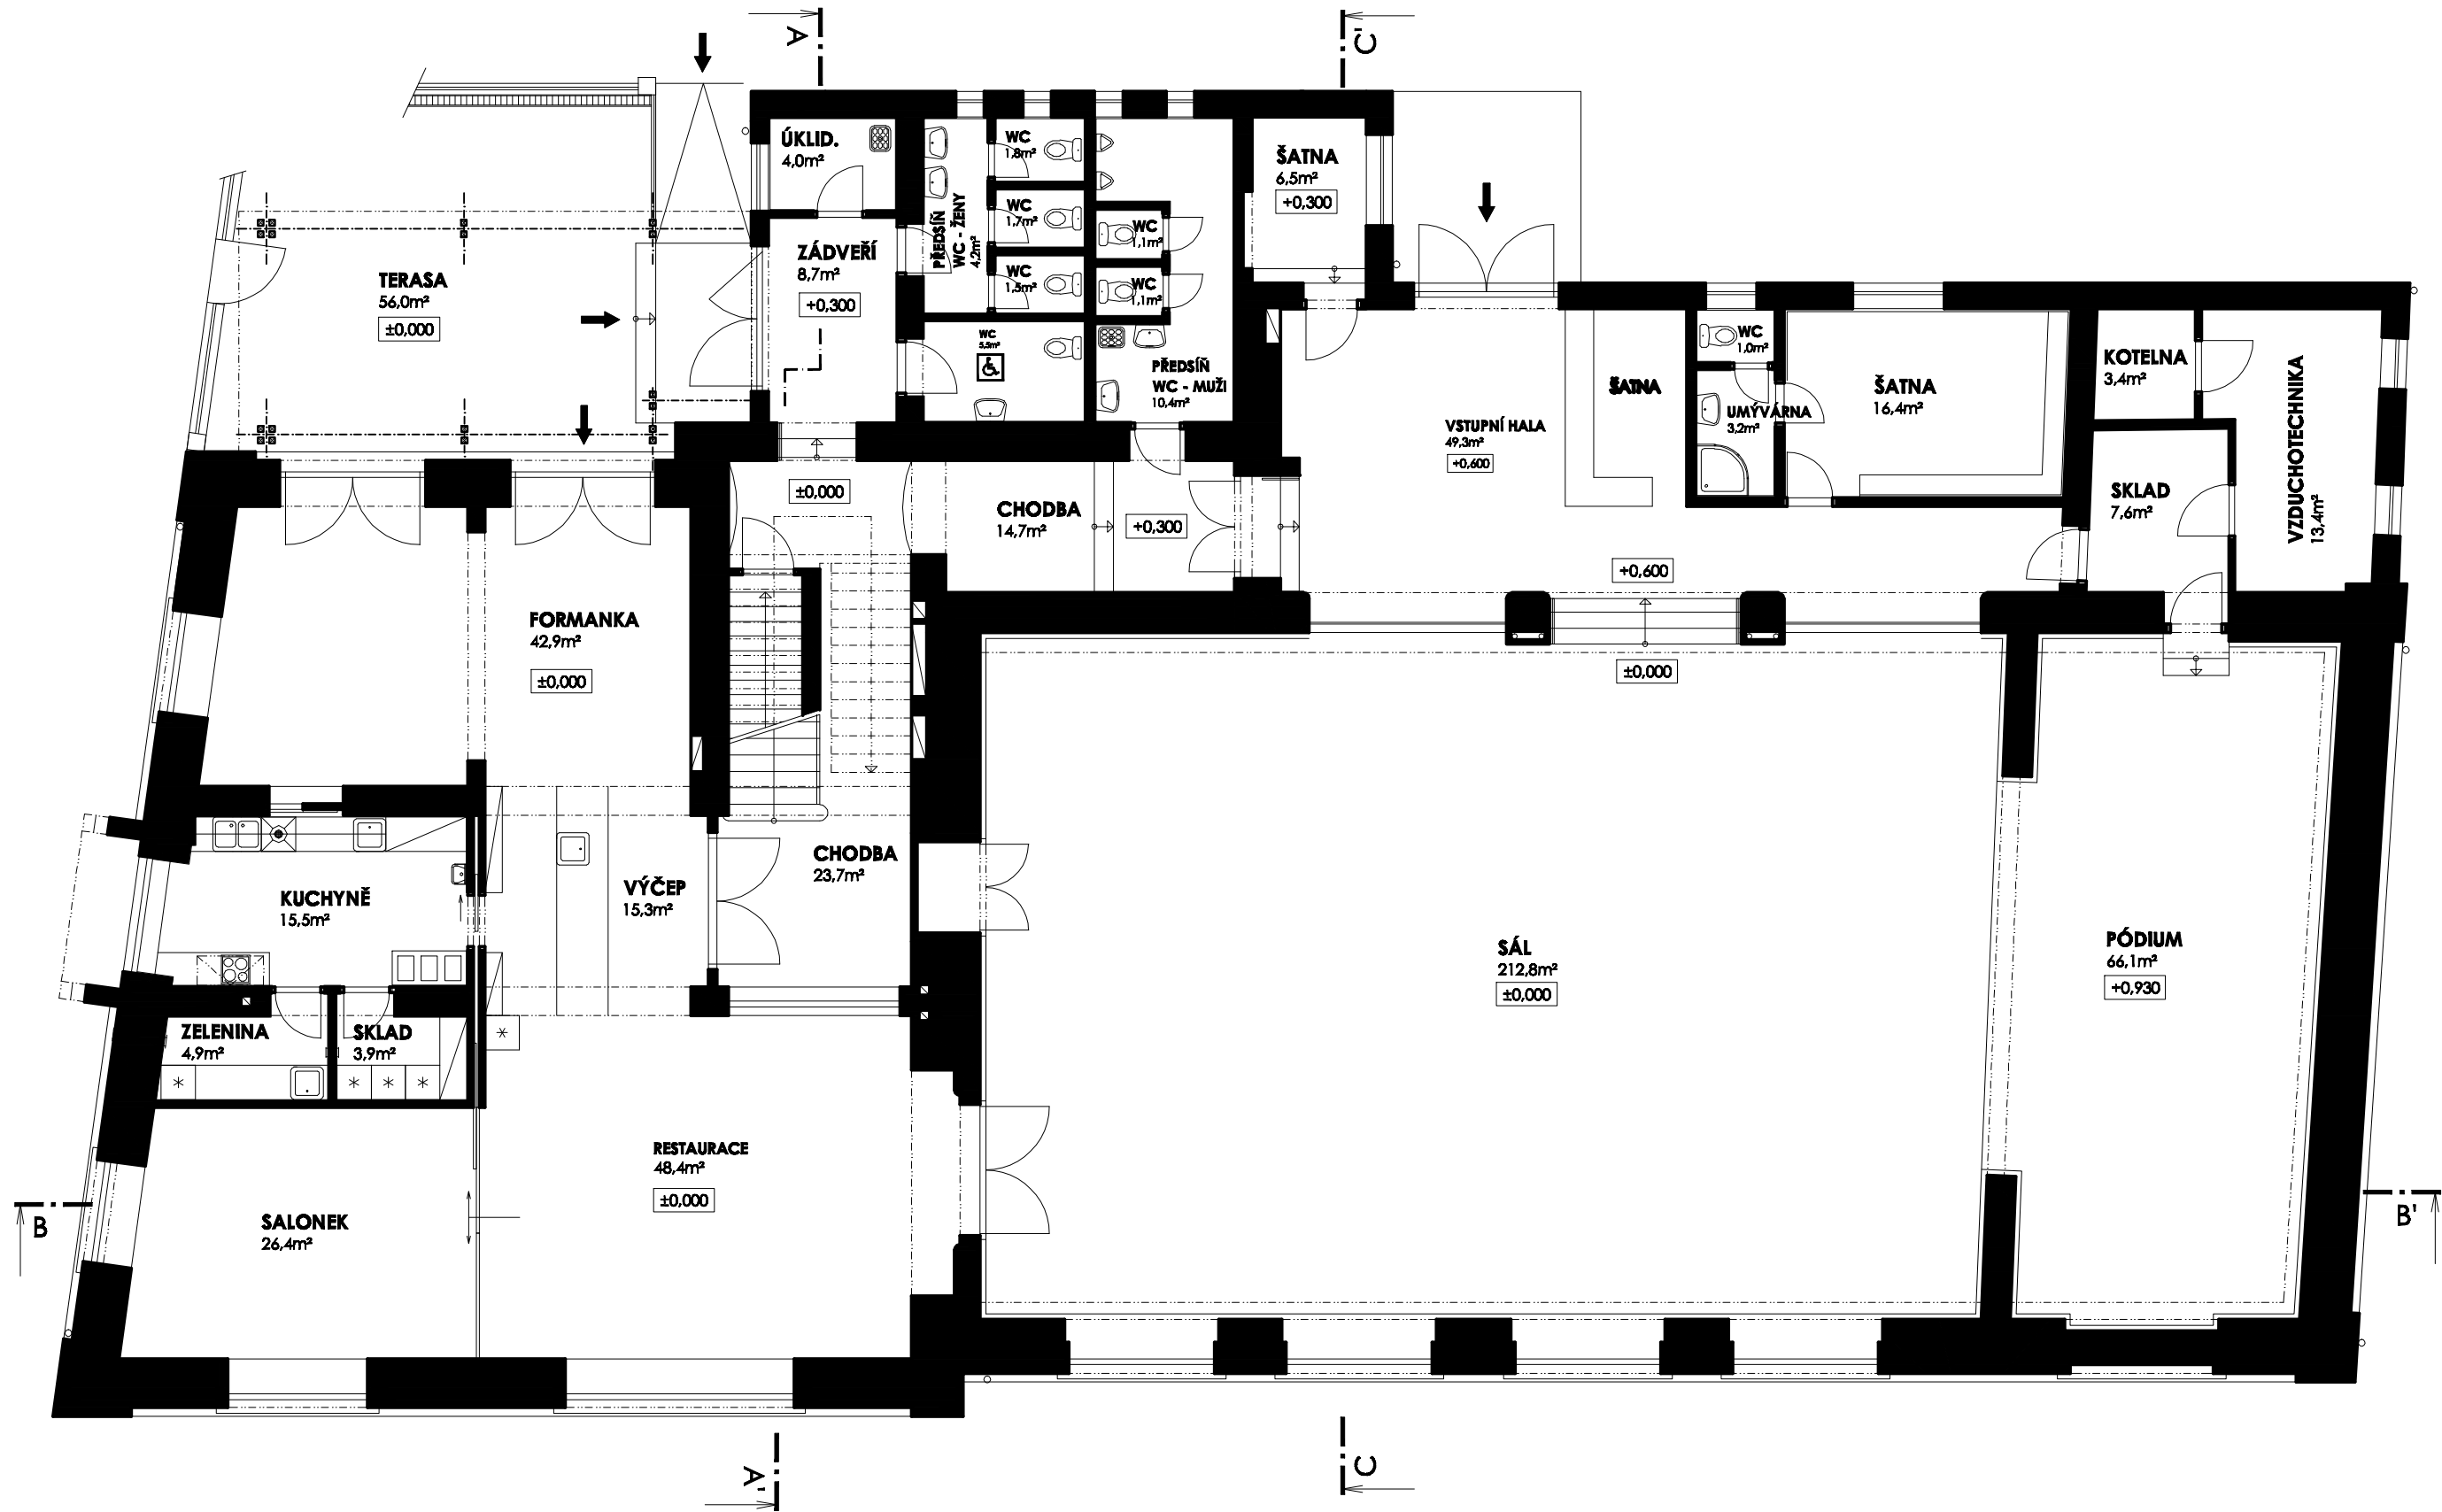 A
C'
ÚKLID.
4,0m²
WC
1,8m²
WC
1,7m²
WC
1,5m²
PŘEDSÍŇ
WC - ŽENY
4,2m²
WC
1,1m²
WC
1,1m²
ŠATNA
6,5m²
+0,300
TERASA
56,0m²
±0,000
ZÁDVEŘÍ
8,7m²
+0,300
WC
5,5m²
PŘEDSÍŇ
WC - MUŽI
10,4m²
VSTUPNÍ HALA
49,3m²
+0,600
ŠATNA
WC
1,0m²
UMÝVÁRNA
3,2m²
ŠATNA
16,4m²
KOTELNA
3,4m²
VZDUCHOTECHNIKA
13,4m²
SKLAD
7,6m²
±0,000
CHODBA
14,7m²
+0,300
+0,600
FORMANKA
42,9m²
±0,000
±0,000
CHODBA
23,7m²
VÝČEP
15,3m²
KUCHYNĚ
15,5m²
SÁL
212,8m²
±0,000
PÓDIUM
66,1m²
+0,930
ZELENINA
4,9m²
SKLAD
3,9m²
RESTAURACE
48,4m²
±0,000
SALONEK
26,4m²
B
B'
A'
C